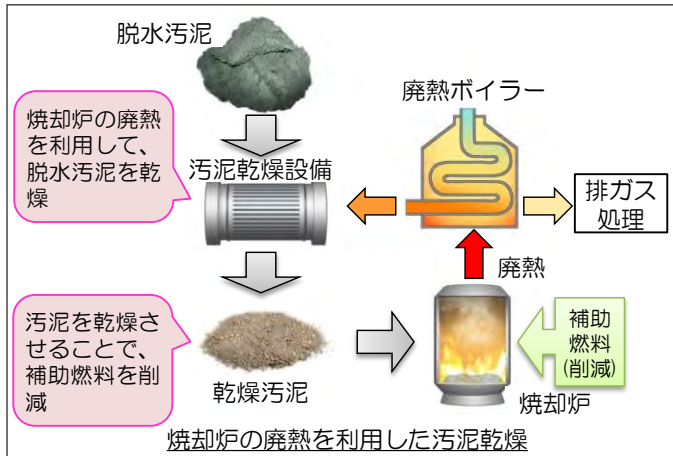 脱水汚泥
廃熱ボイラー
焼却炉の廃熱
を利用して、
脱水汚泥を乾
燥
汚泥乾燥設備
排ガス
処理
廃熱
汚泥を乾燥さ
せることで、
補助燃料を削
減
補助
燃料
(削減)
乾燥汚泥
焼却炉
焼却炉の廃熱を利用した汚泥乾燥